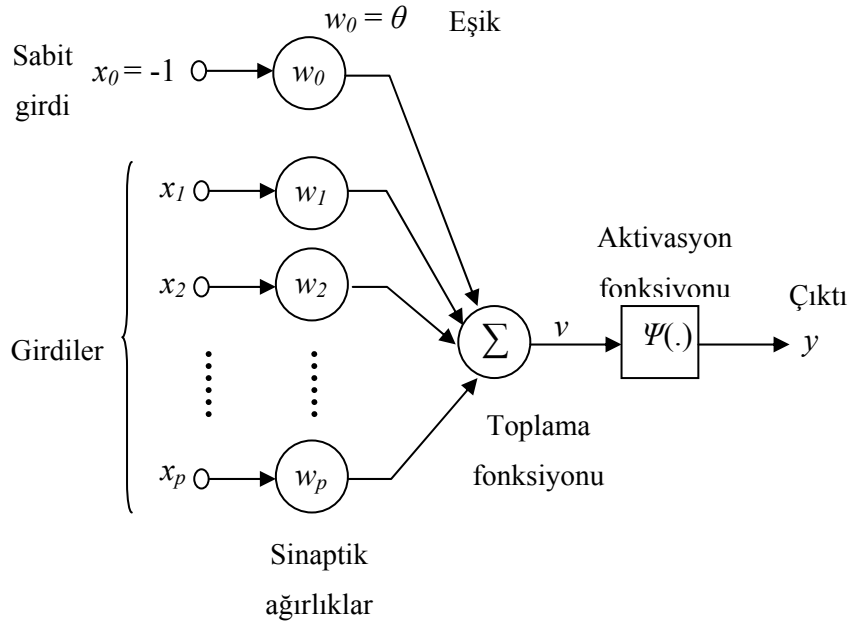 w0 = θ Eşik
Sabit
girdi
x0 = -1
w0
x1
w1
x2
w2
Girdiler
xp
wp
Σ
v
Aktivasyon
fonksiyonu
Ψ(.)
Çıktı
y
Toplama
fonksiyonu
Sinaptik
ağırlıklar